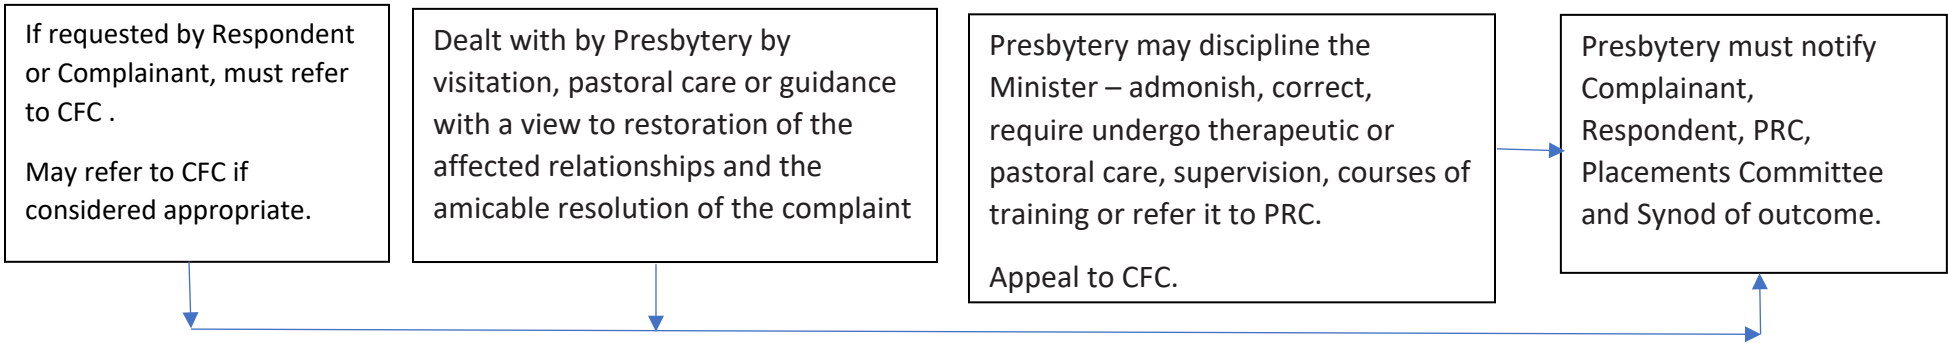 If requested by Respondent
or Complainant, must refer
to CFC .
May refer to CFC if
considered appropriate.
Dealt with by Presbytery by
visitation, pastoral care or guidance
with a view to restoration of the
affected relationships and the
amicable resolution of the complaint
Presbytery may discipline the
Minister – admonish, correct,
require undergo therapeutic or
pastoral care, supervision, courses of
training or refer it to PRC.
Appeal to CFC.
Presbytery must notify
Complainant,
Respondent, PRC,
Placements Committee
and Synod of outcome.